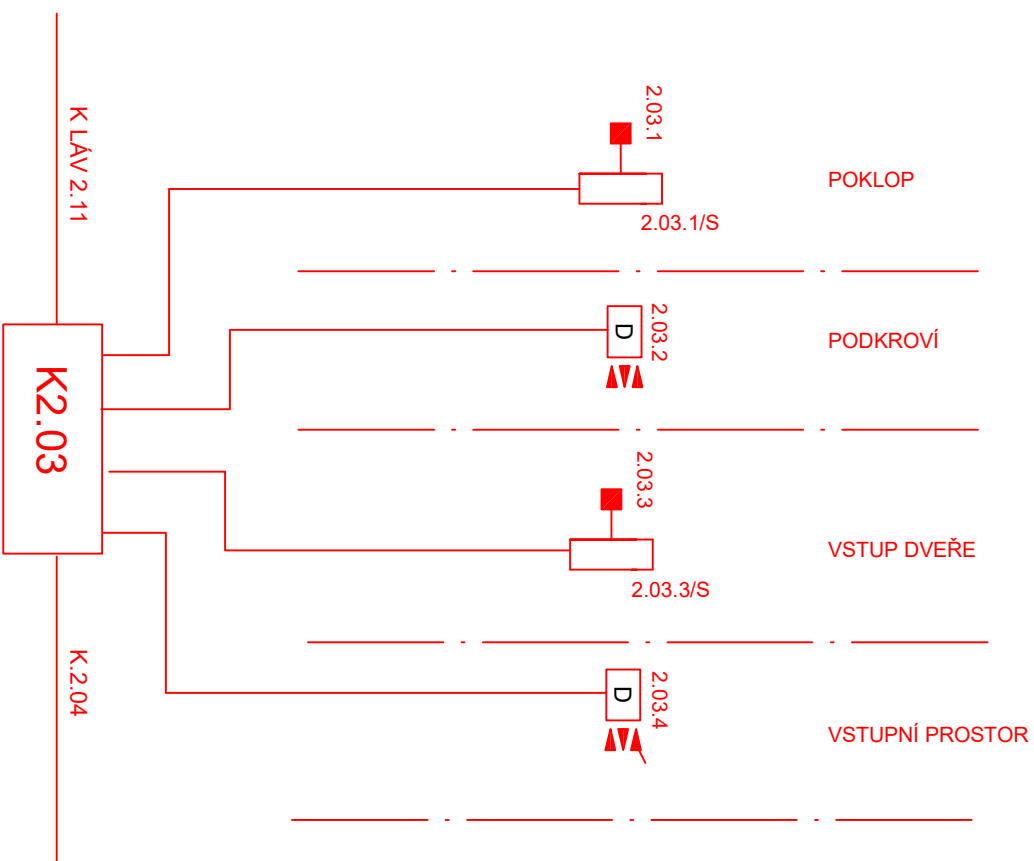 K LÁV 2.11
K2.03
K.2.04
2.03.1
2.03.1/S
POKLOP
2.03.2
D
PODKROVÍ
2.03.3
2.03.3/S
VSTUP DVEŘE
2.03.4
D
VSTUPNÍ PROSTOR